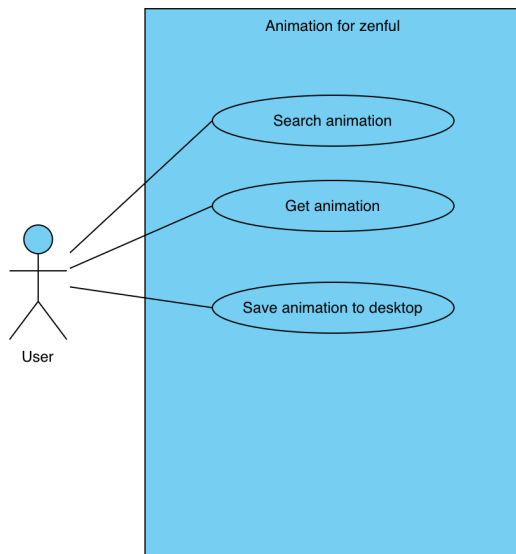 Animation for zenful
Search animation
Get animation
Save animation to desktop
User